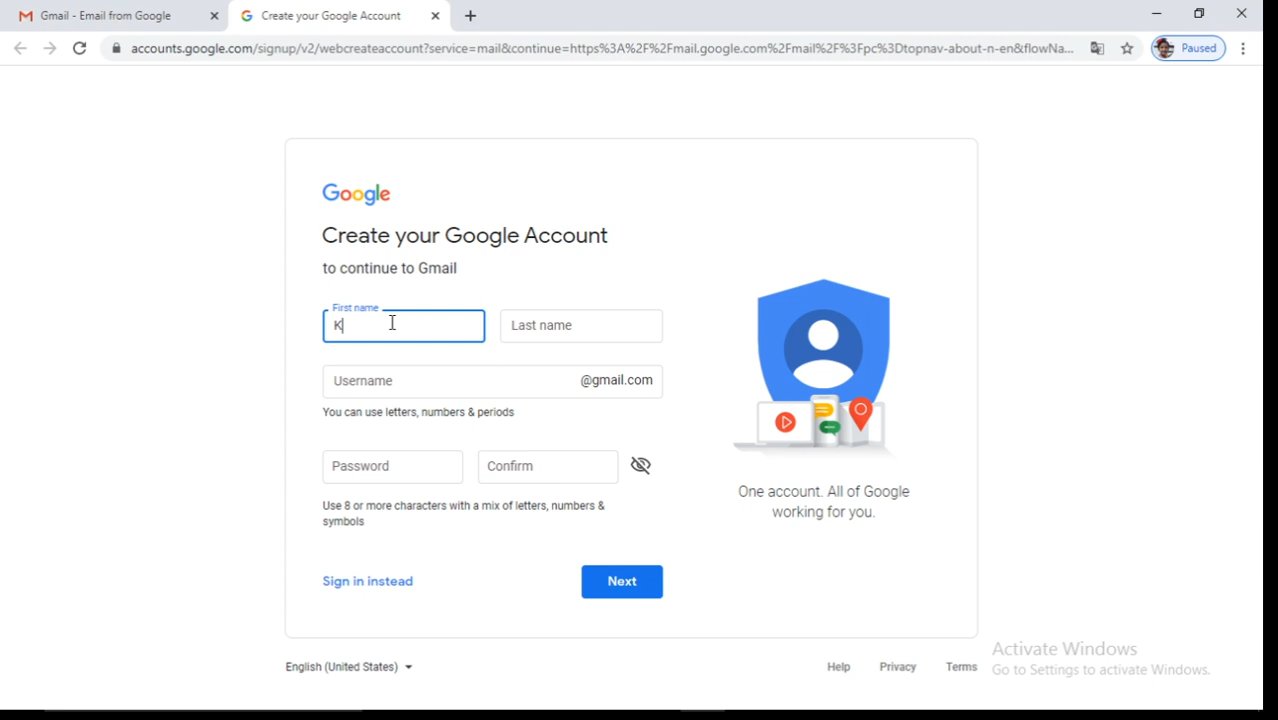 Gmail - Email from Google
Create your Google Account
accounts.google.com/signup/v2/webcreateaccount?service=mail&continue=https%3A%2F%2Fmail.google.com%2Fmail%2F%3Fpc%3Dtopnav-about-n-en&flowNa...
Paused
Google
Create your Google Account
to continue to Gmail
First name
K
Last name
Username
@gmail.com
You can use letters, numbers & periods
Password
Confirm
Use 8 or more characters with a mix of letters, numbers &
symbols
One account. All of Google
working for you.
Sign in instead
Next
English (United States)
Help
Privacy
Terms
Activate Windows
Go to Settings to activate Windows.